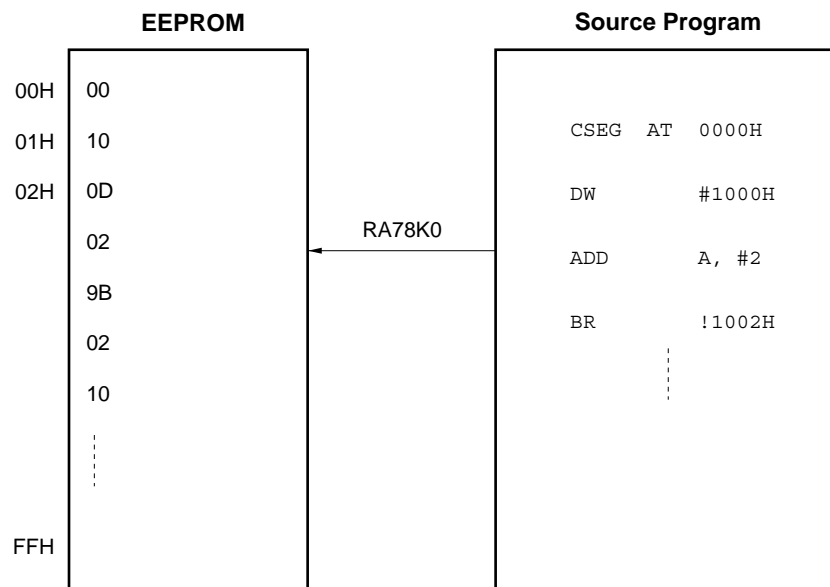 EEPROM
00H 00
01H 10
02H 0D
02
9B
02
10
FFH
RA78K0
Source Program
CSEG AT 0000H
DW #1000H
ADD A, #2
BR !1002H